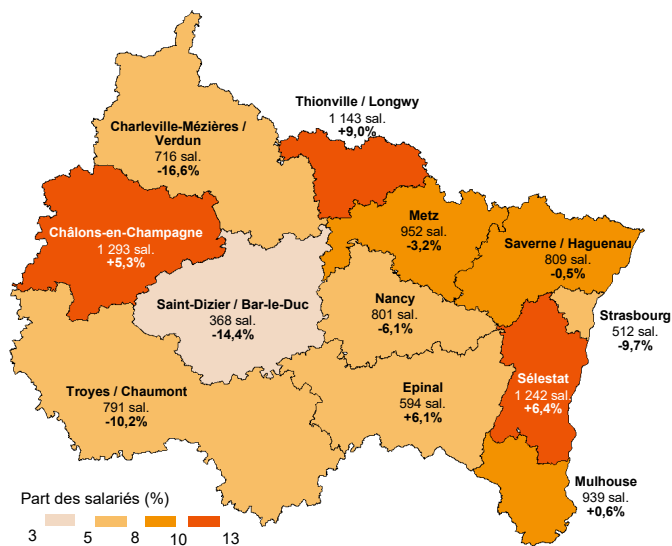 Thionville / Longwy
1 143 sal.
+9,0%
Charleville-Mézières /
Verdun
716 sal.
-16,6%
Châlons-en-Champagne
1 293 sal.
+5,3%
Metz
952 sal.
-3,2%
Saverne / Haguenau
809 sal.
-0,5%
Saint-Dizier / Bar-le-Duc
368 sal.
-14,4%
Nancy
801 sal.
-6,1%
Strasbourg
512 sal.
-9,7%
Troyes / Chaumont
791 sal.
-10,2%
Epinal
594 sal.
+6,1%
Sélestat
1 242 sal.
+6,4%
Mulhouse
939 sal.
+0,6%
Part des salariés (%)
3 5 8 10 13